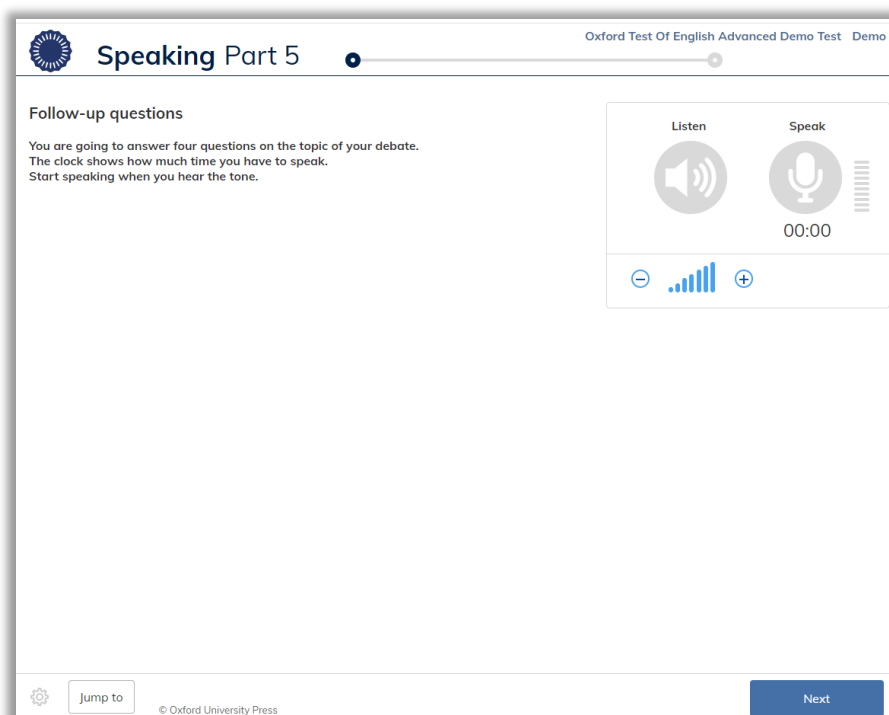 Oxford Test Of English Advanced Demo Test Demo
Speaking Part 5
Follow-up questions
You are going to answer four questions on the topic of your debate.
The clock shows how much time you have to speak.
Start speaking when you hear the tone.
Listen Speak
00:00
Jump to
© Oxford University Press
Next